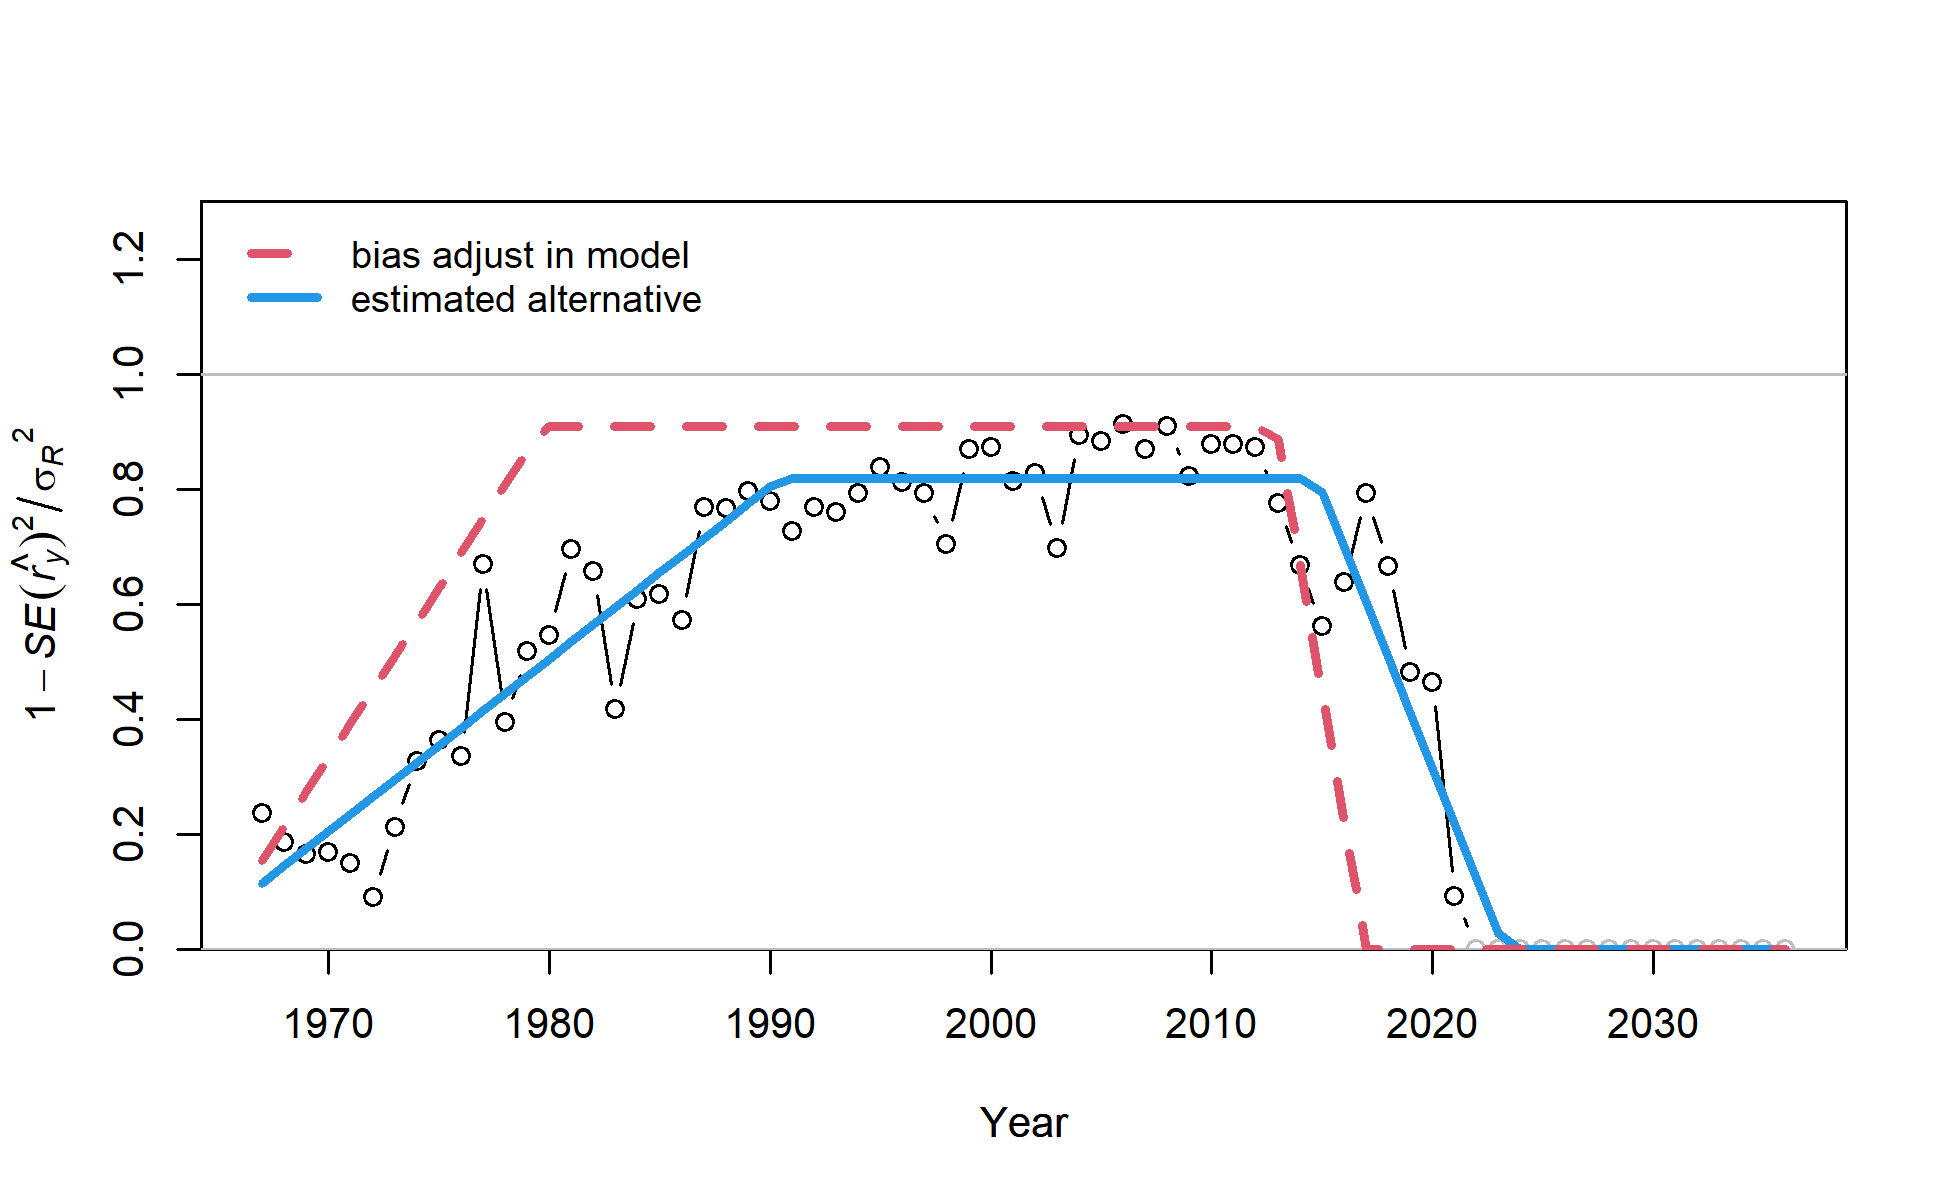 bias adjust in model
estimated alternative
1 − SE(r̂y)² / σR²
1.2
1.0
0.8
0.6
0.4
0.2
0.0
1970 1980 1990 2000 2010 2020 2030
Year